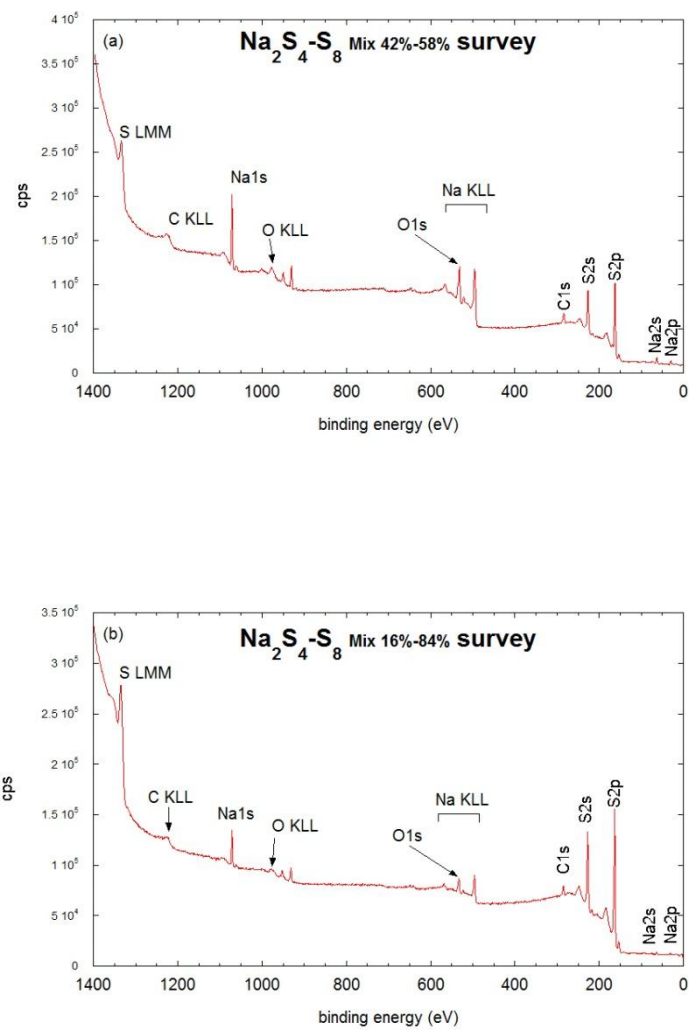 (a) Na₂S₄-S₈ Mix 42%-58% survey
4 10⁵
3.5 10⁵
3 10⁵
2.5 10⁵
2 10⁵
1.5 10⁵
1 10⁵
5 10⁴
0
cps
S LMM
C KLL
Na1s
O KLL
O1s
Na KLL
C1s
S2s
S2p
Na2s
Na2p
1400 1200 1000 800 600 400 200 0
binding energy (eV)
(b) Na₂S₄-S₈ Mix 16%-84% survey
3.5 10⁵
3 10⁵
2.5 10⁵
2 10⁵
1.5 10⁵
1 10⁵
5 10⁴
0
cps
S LMM
C KLL
Na1s
O KLL
O1s
Na KLL
C1s
S2s
S2p
Na2s
Na2p
1400 1200 1000 800 600 400 200 0
binding energy (eV)